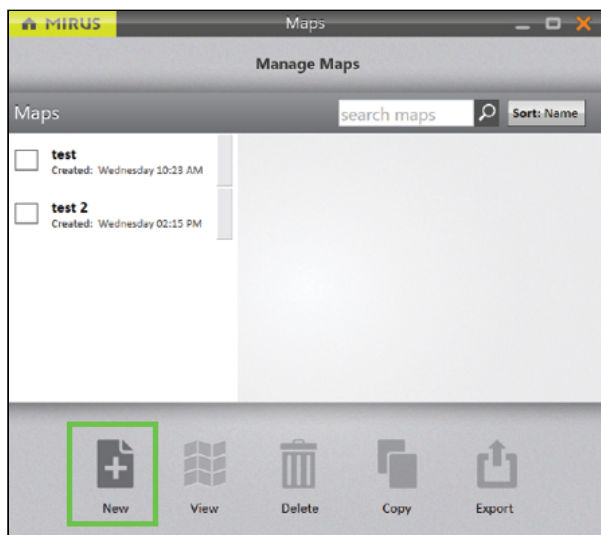 MIRUS
Maps
Manage Maps
Maps
search maps
Sort: Name
test
Created: Wednesday 10:23 AM
test 2
Created: Wednesday 02:15 PM
New
View
Delete
Copy
Export